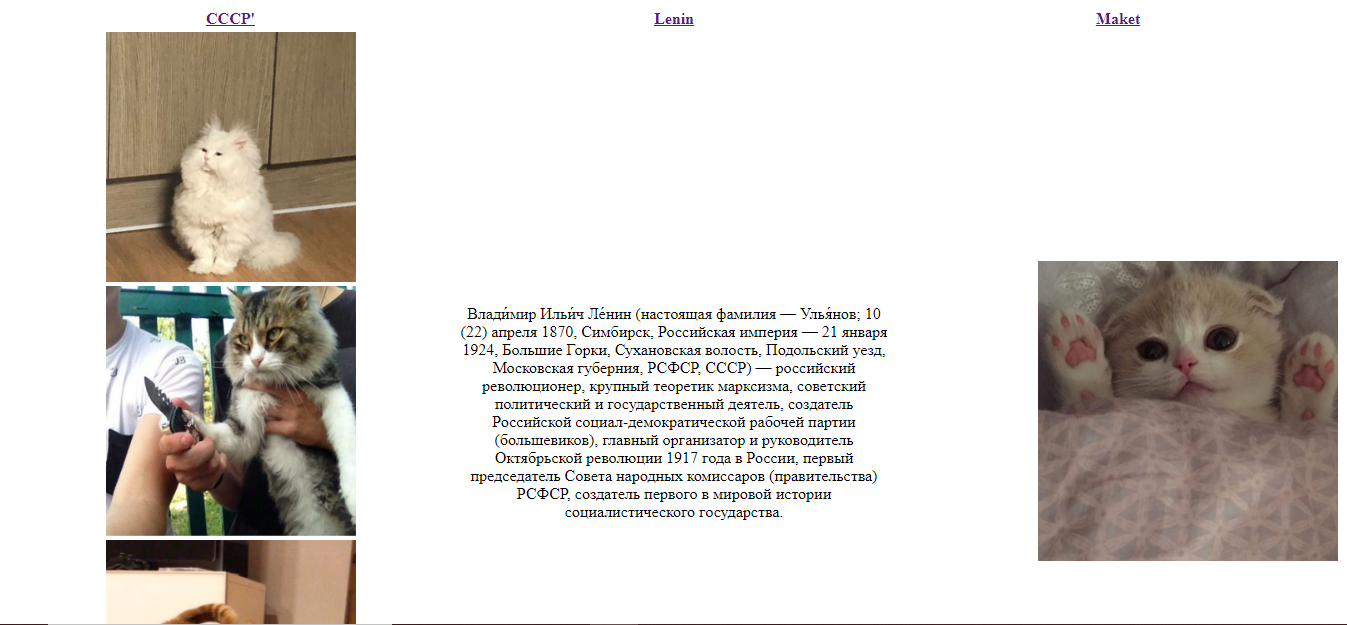 СССР'
Lenin
Maket
Влади́мир Ильи́ч Ле́нин (настоящая фамилия — Улья́нов; 10
(22) апреля 1870, Симбирск, Российская империя — 21 января
1924, Большие Горки, Сухановская волость, Подольский уезд,
Московская губерния, РСФСР, СССР) — российский
революционер, крупный теоретик марксизма, советский
политический и государственный деятель, создатель
Российской социал-демократической рабочей партии
(большевиков), главный организатор и руководитель
Октябрьской революции 1917 года в России, первый
председатель Совета народных комиссаров (правительства)
РСФСР, создатель первого в мировой истории
социалистического государства.